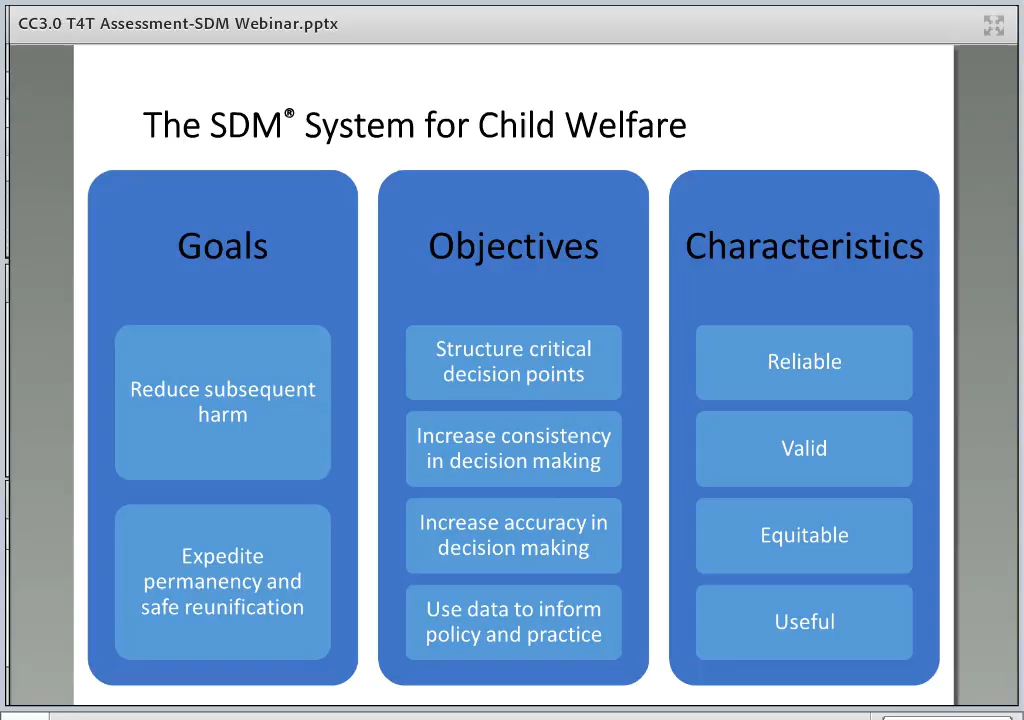 CC3.0 T4T Assessment-SDM Webinar.pptx
The SDM® System for Child Welfare
Goals
Reduce subsequent
harm
Expedite
permanency and
safe reunification
Objectives
Structure critical
decision points
Increase consistency
in decision making
Increase accuracy in
decision making
Use data to inform
policy and practice
Characteristics
Reliable
Valid
Equitable
Useful